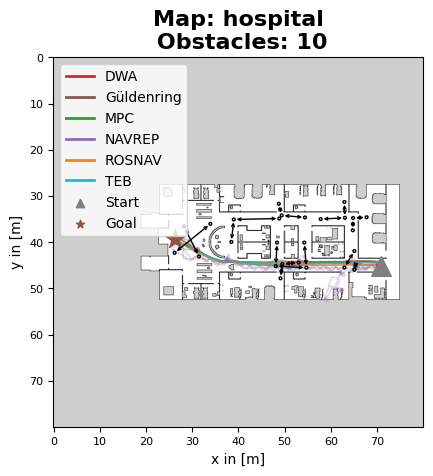 Map: hospital
Obstacles: 10
DWA
Güldenring
MPC
NAVREP
ROSNAV
TEB
Start
Goal
0
10
20
30
40
50
60
70
y in [m]
0
10
20
30
40
50
60
70
x in [m]